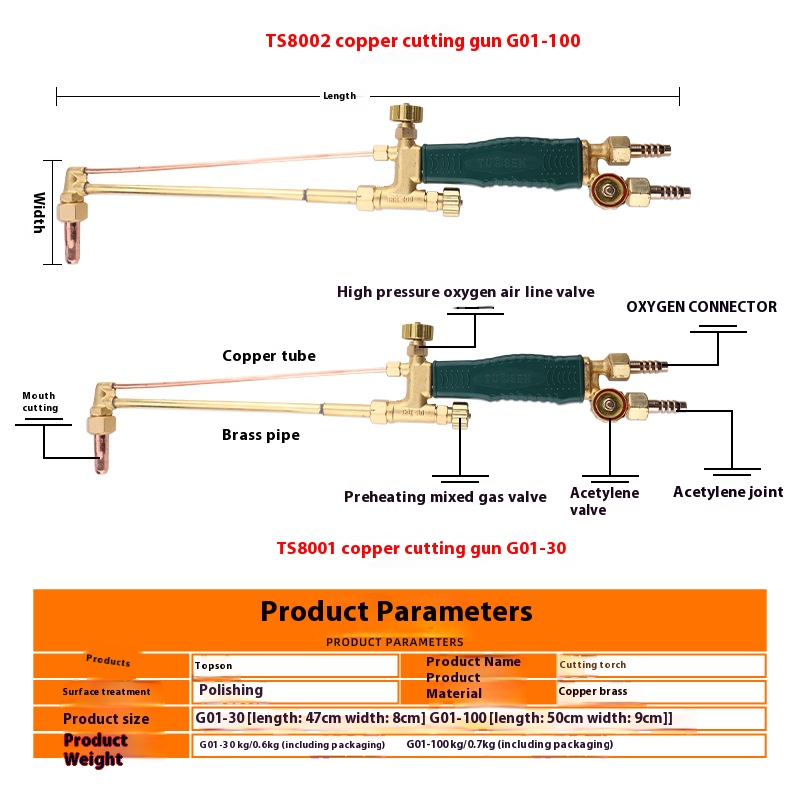 TS8002 copper cutting gun G01-100
Length
Width
High pressure oxygen air line valve
OXYGEN CONNECTOR
Copper tube
Mouth
cutting
Brass pipe
Preheating mixed gas valve
Acetylene
valve
Acetylene joint
TS8001 copper cutting gun G01-30
Product Parameters
PRODUCT PARAMETERS
Products
Topson
Product Name
Cutting torch
Surface treatment
Polishing
Product
Material
Copper brass
Product size
G01-30 [length: 47cm width: 8cm] G01-100 [length: 50cm width: 9cm]]
Product
Weight
G01-30 kg/0.6kg (including packaging)
G01-100 kg/0.7kg (including packaging)